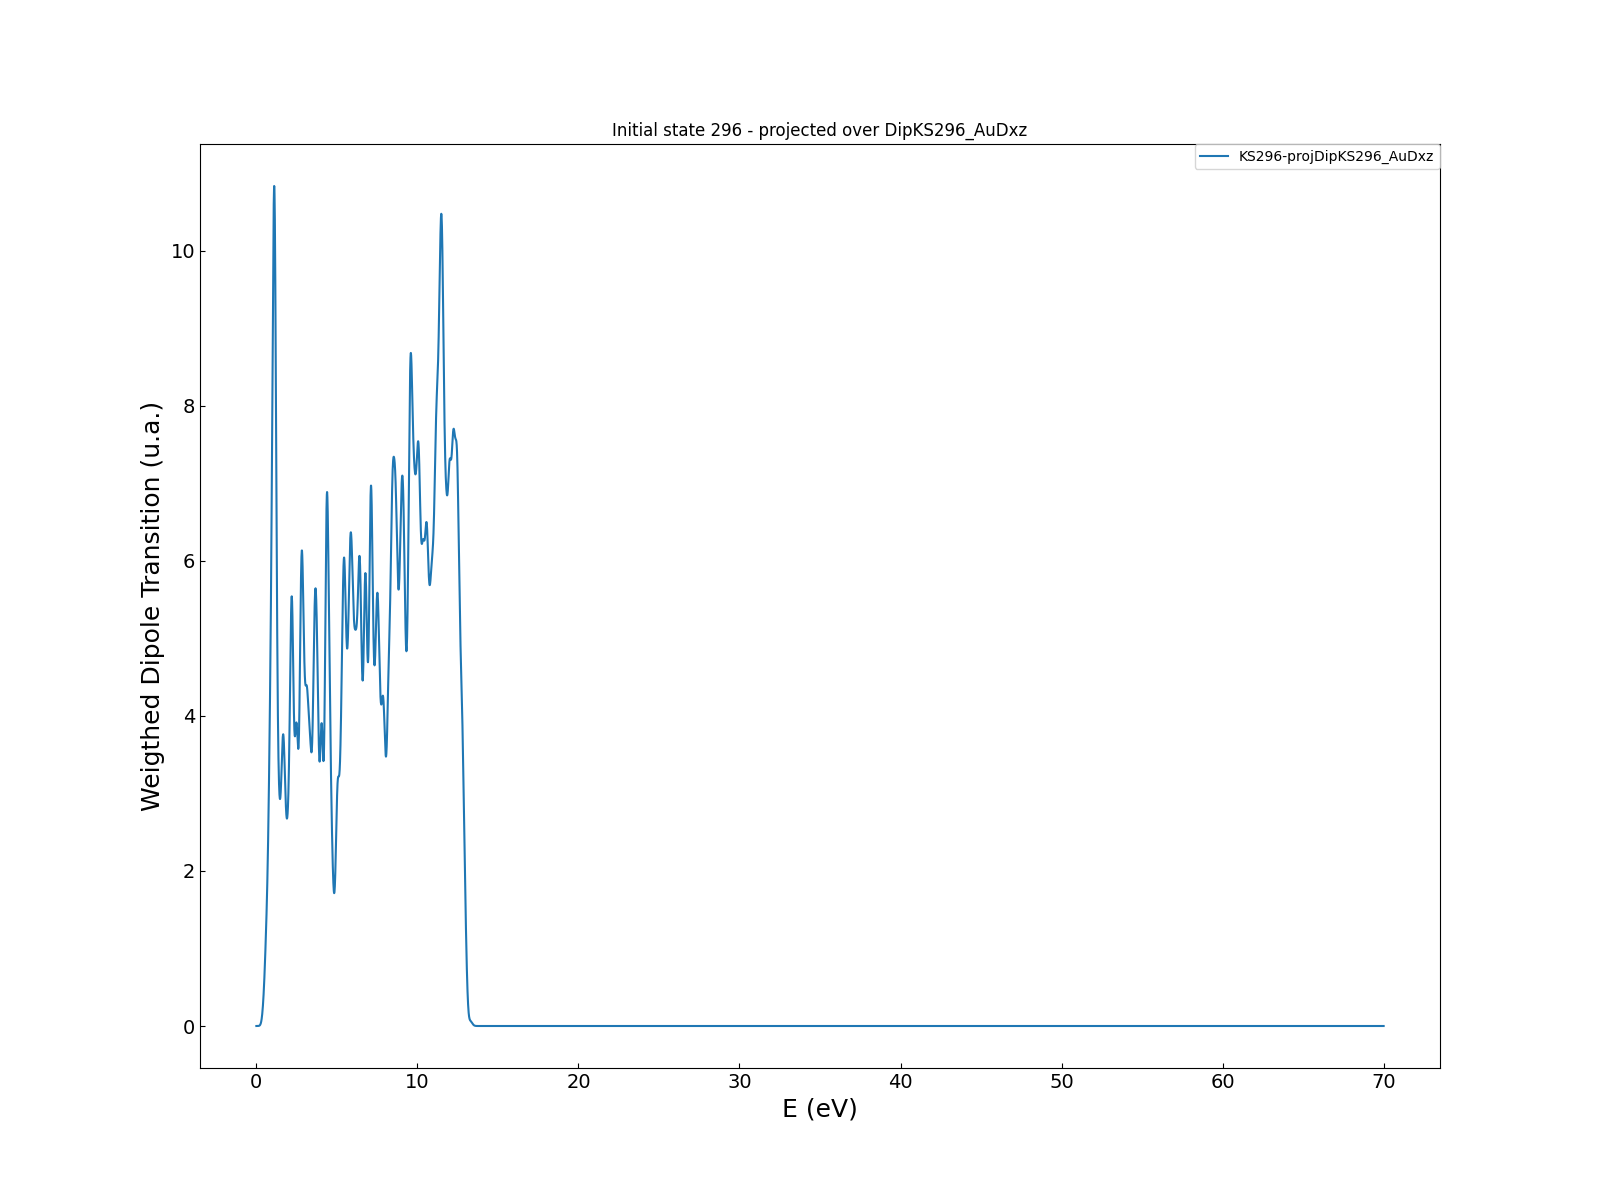 Initial state 296 - projected over DipKS296_AuDxz
KS296-projDipKS296_AuDxz
Weigthed Dipole Transition (u.a.)
10
8
6
4
2
0
0 10 20 30 40 50 60 70
E (eV)